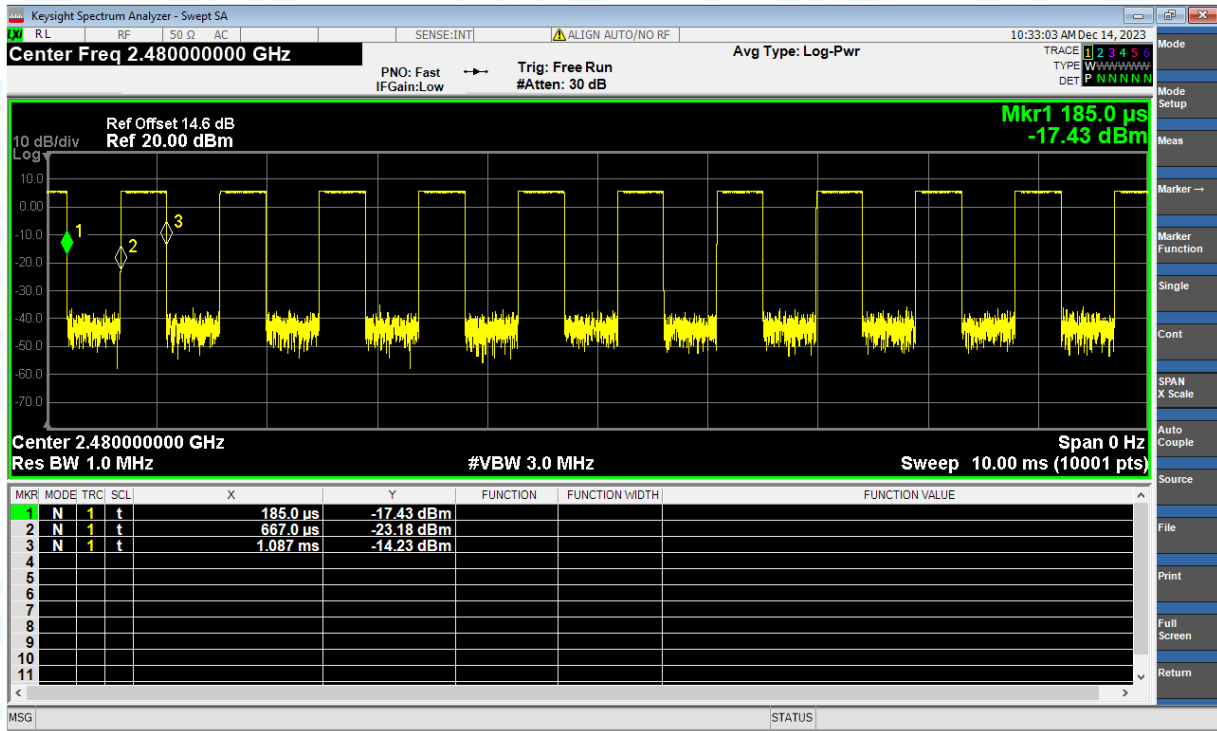 Keysight Spectrum Analyzer - Swept SA
LXI RL RF 50 Ω AC SENSE:INT ALIGN AUTO/NO RF 10:33:03 AM Dec 14, 2023
Center Freq 2.480000000 GHz
PNO: Fast
IFGain:Low
Trig: Free Run
#Atten: 30 dB
Avg Type: Log-Pwr
TRACE 1 2 3 4 5 6
TYPE WWWWWW
DET P N N N N N
Mkr1 185.0 µs
-17.43 dBm
Ref Offset 14.6 dB
10 dB/div Ref 20.00 dBm
Log
10.0
0.00
-10.0
-20.0
-30.0
-40.0
-50.0
-60.0
-70.0
1
2
3
Center 2.480000000 GHz Span 0 Hz
Res BW 1.0 MHz #VBW 3.0 MHz Sweep 10.00 ms (10001 pts)
MKR MODE TRC SCL X Y FUNCTION FUNCTION WIDTH FUNCTION VALUE
1 N 1 t 185.0 µs -17.43 dBm
2 N 1 t 667.0 µs -23.18 dBm
3 N 1 t 1.087 ms -14.23 dBm
4
5
6
7
8
9
10
11
MSG STATUS
Mode
Mode
Setup
Meas
Marker →
Marker
Function
Single
Cont
SPAN
X Scale
Auto
Couple
Source
File
Print
Full
Screen
Return